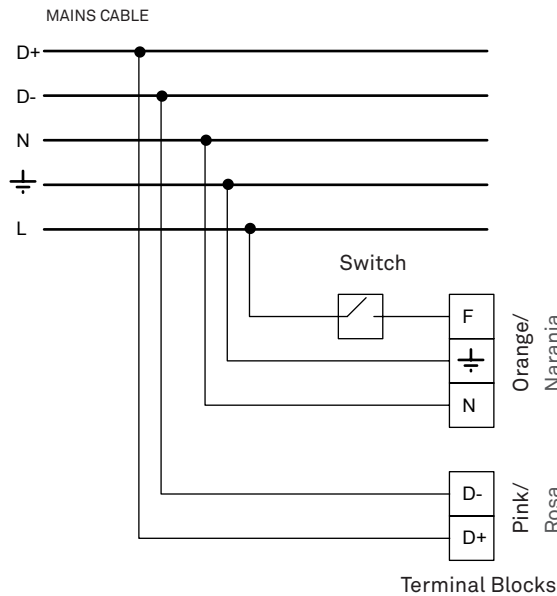 MAINS CABLE
D+
D-
N
L
Switch
F
N
Orange/
Naranja
D-
D+
Pink/
Rosa
Terminal Blocks